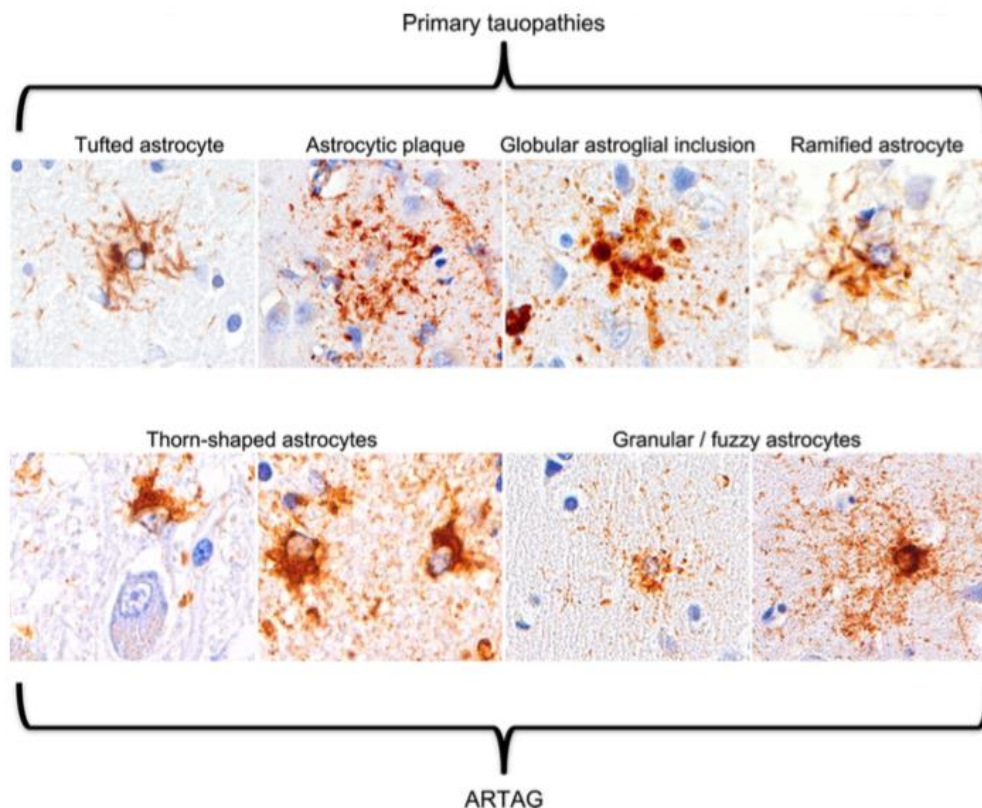 Primary tauopathies
Tufted astrocyte
Astrocytic plaque
Globular astroglial inclusion
Ramified astrocyte
Thorn-shaped astrocytes
Granular / fuzzy astrocytes
ARTAG